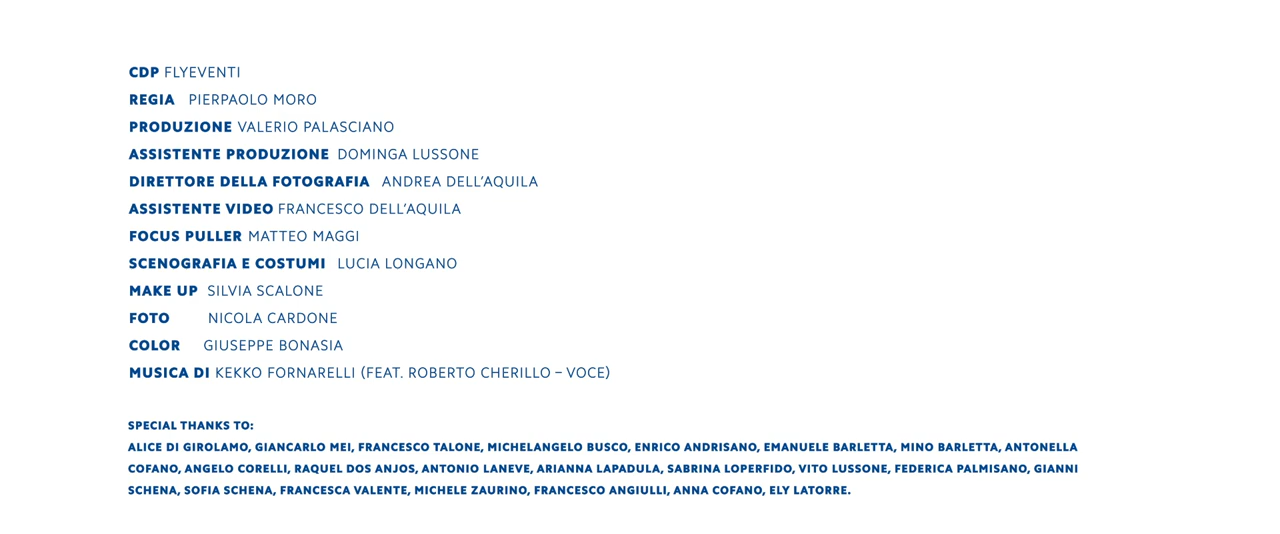 CDP FLYEVENTI
REGIA PIERPAOLO MORO
PRODUZIONE VALERIO PALASCIANO
ASSISTENTE PRODUZIONE DOMINGA LUSSONE
DIRETTORE DELLA FOTOGRAFIA ANDREA DELL’AQUILA
ASSISTENTE VIDEO FRANCESCO DELL’AQUILA
FOCUS PULLER MATTEO MAGGI
SCENOGRAFIA E COSTUMI LUCIA LONGANO
MAKE UP SILVIA SCALONE
FOTO NICOLA CARDONE
COLOR GIUSEPPE BONASIA
MUSICA DI KEKKO FORNARELLI (FEAT. ROBERTO CHERILLO – VOCE)
SPECIAL THANKS TO:
ALICE DI GIROLAMO, GIANCARLO MEI, FRANCESCO TALONE, MICHELANGELO BUSCO, ENRICO ANDRISANO, EMANUELE BARLETTA, MINO BARLETTA, ANTONELLA
COFANO, ANGELO CORELLI, RAQUEL DOS ANJOS, ANTONIO LANEVE, ARIANNA LAPADULA, SABRINA LOPERFIDO, VITO LUSSONE, FEDERICA PALMISANO, GIANNI
SCHENA, SOFIA SCHENA, FRANCESCA VALENTE, MICHELE ZAURINO, FRANCESCO ANGIULLI, ANNA COFANO, ELY LATORRE.